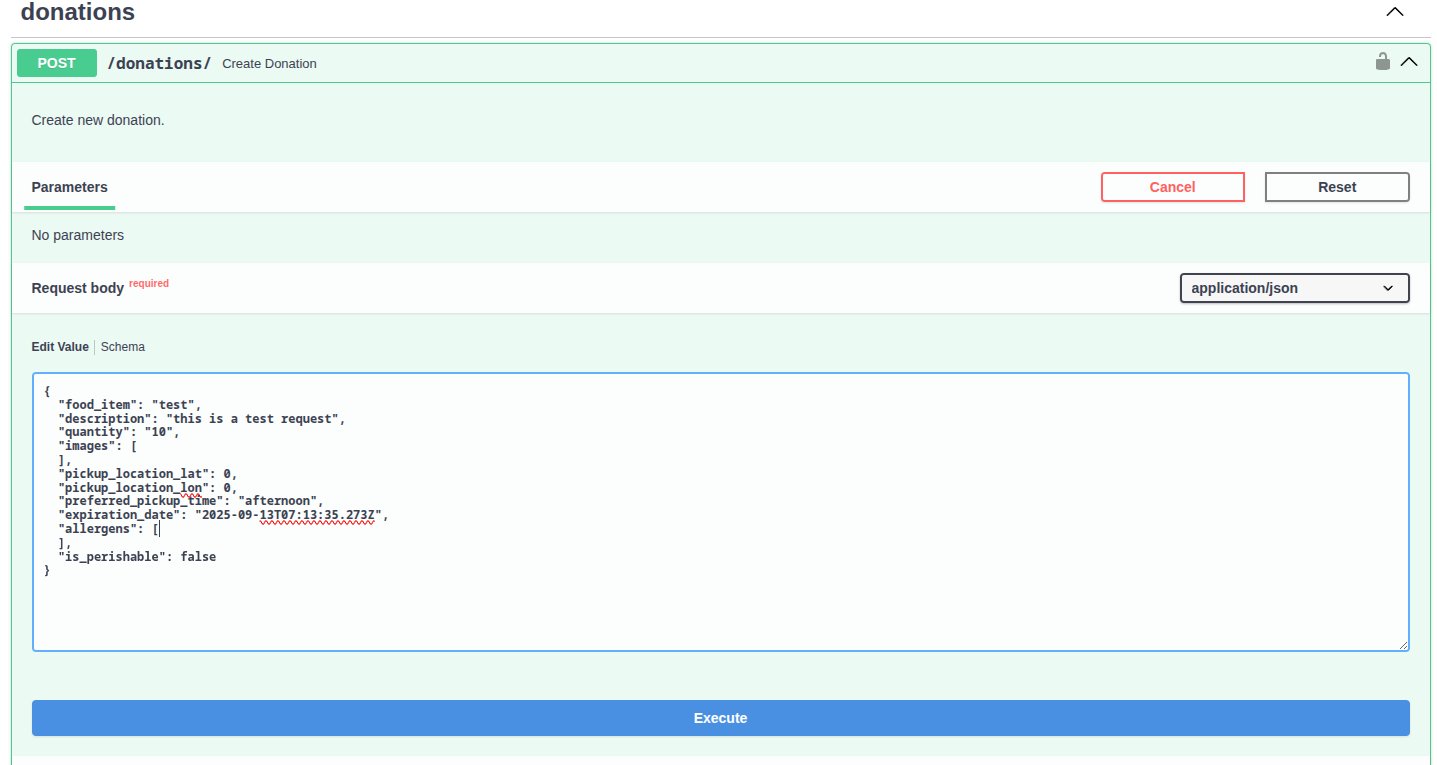 donations
POST /donations/ Create Donation
Create new donation.
Parameters Cancel Reset
No parameters
Request body required application/json
Edit Value | Schema
{
  "food_item": "test",
  "description": "this is a test request",
  "quantity": "10",
  "images": [
  ],
  "pickup_location_lat": 0,
  "pickup_location_lon": 0,
  "preferred_pickup_time": "afternoon",
  "expiration_date": "2025-09-13T07:13:35.273Z",
  "allergens": [
  ],
  "is_perishable": false
}
Execute